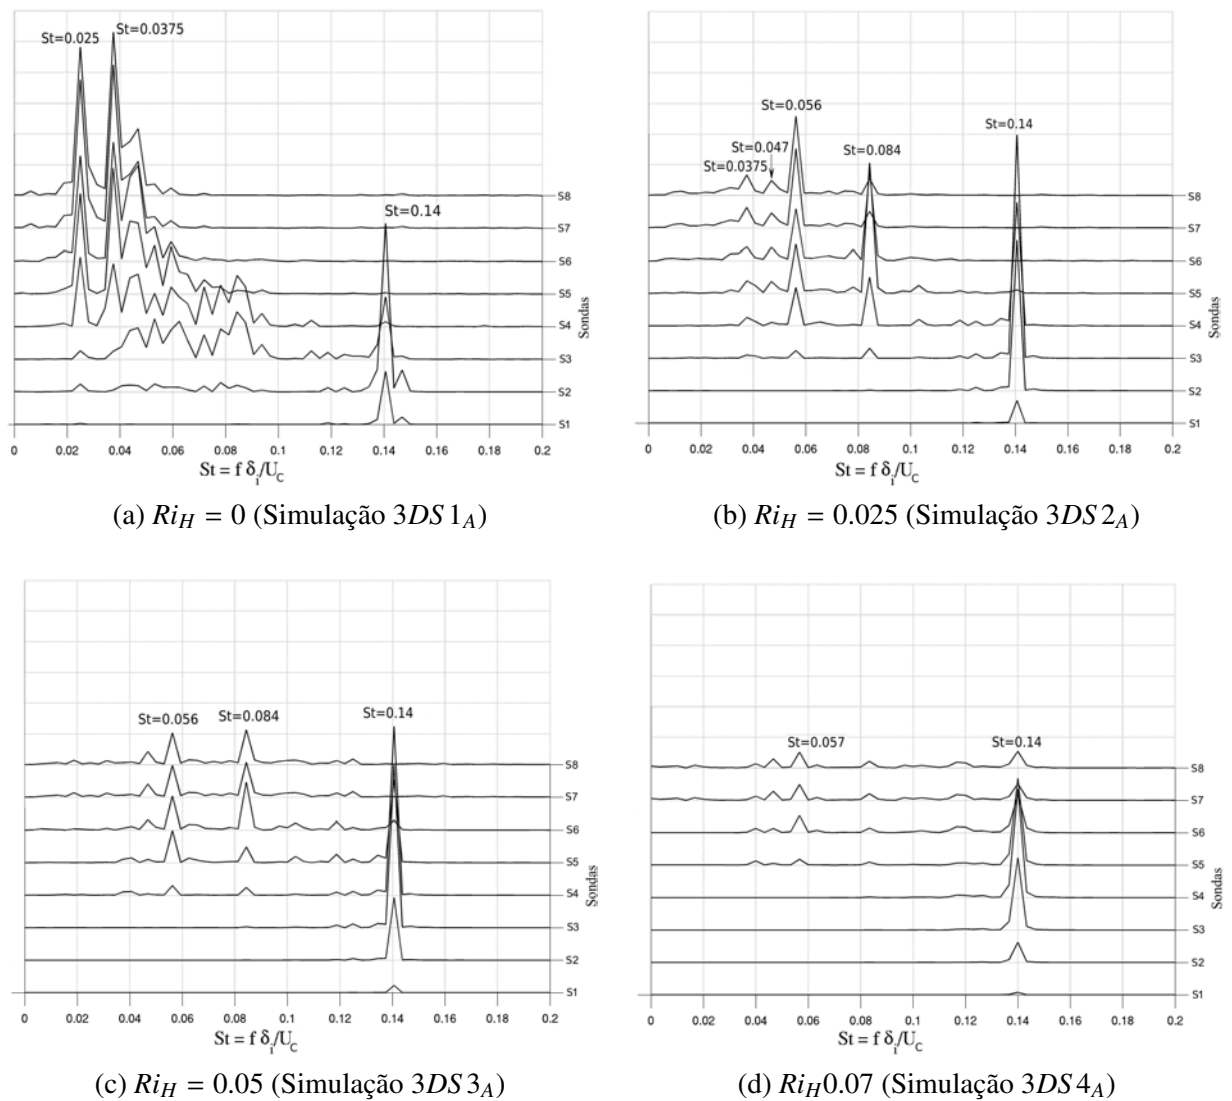 St=0.025
St=0.0375
St=0.14
S8
S7
S6
S5
S4
S3
S2
S1
Sondas
0 0.02 0.04 0.06 0.08 0.1 0.12 0.14 0.16 0.18 0.2
St = f δi/UC
(a) RiH = 0 (Simulação 3DS1A)
St=0.056
St=0.14
St=0.047
St=0.084
St=0.0375
S8
S7
S6
S5
S4
S3
S2
S1
Sondas
0 0.02 0.04 0.06 0.08 0.1 0.12 0.14 0.16 0.18 0.2
St = f δi/UC
(b) RiH = 0.025 (Simulação 3DS2A)
St=0.056
St=0.084
St=0.14
S8
S7
S6
S5
S4
S3
S2
S1
Sondas
0 0.02 0.04 0.06 0.08 0.1 0.12 0.14 0.16 0.18 0.2
St = f δi/UC
(c) RiH = 0.05 (Simulação 3DS3A)
St=0.057
St=0.14
S8
S7
S6
S5
S4
S3
S2
S1
Sondas
0 0.02 0.04 0.06 0.08 0.10 0.12 0.14 0.16 0.18 0.2
St = f δi/UC
(d) RiH0.07 (Simulação 3DS4A)